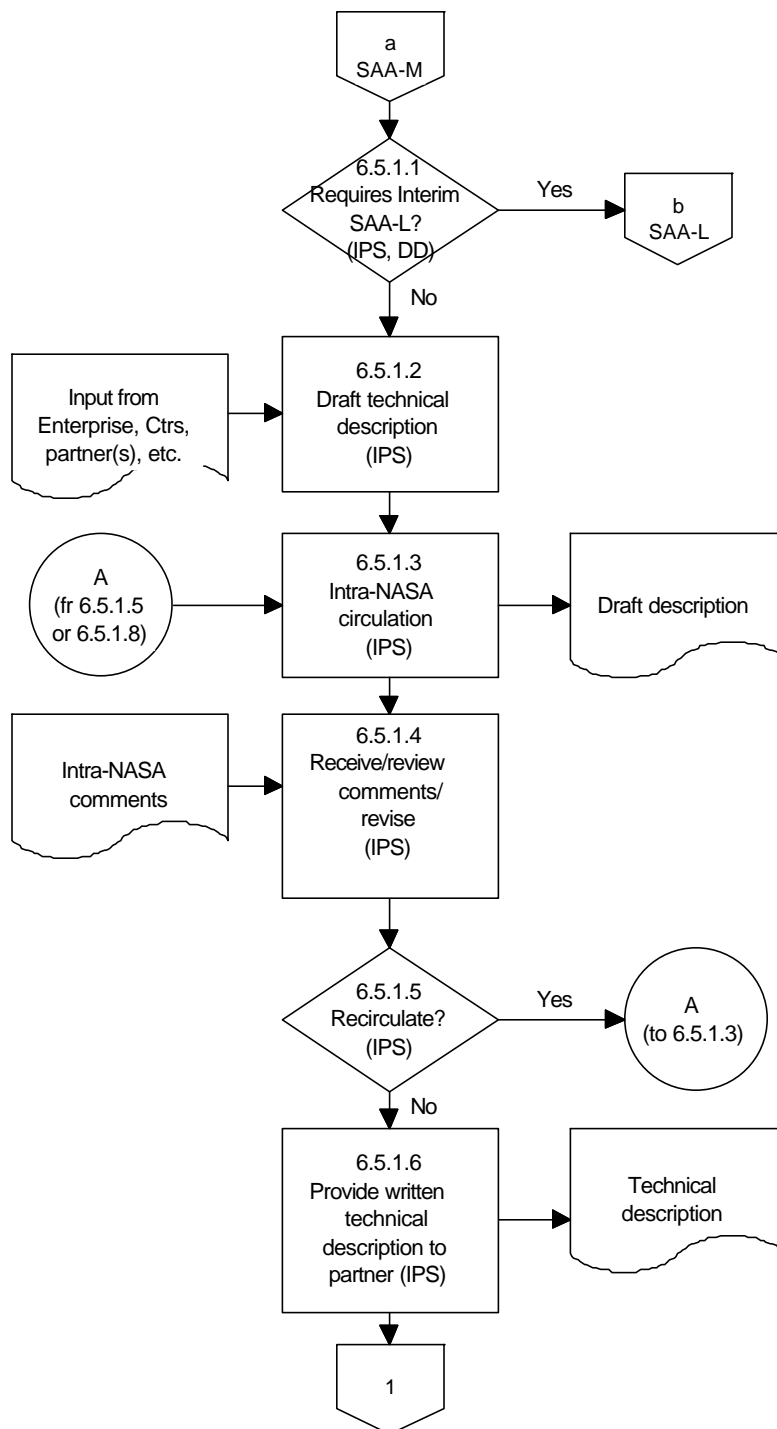 a
SAA-M
6.5.1.1
Requires Interim
SAA-L?
(IPS, DD)
Yes
b
SAA-L
No
Input from
Enterprise, Ctrs,
partner(s), etc.
6.5.1.2
Draft technical
description
(IPS)
A
(fr 6.5.1.5
or 6.5.1.8)
6.5.1.3
Intra-NASA
circulation
(IPS)
Draft description
Intra-NASA
comments
6.5.1.4
Receive/review
comments/
revise
(IPS)
6.5.1.5
Recirculate?
(IPS)
Yes
A
(to 6.5.1.3)
No
6.5.1.6
Provide written
technical
description to
partner (IPS)
Technical
description
1